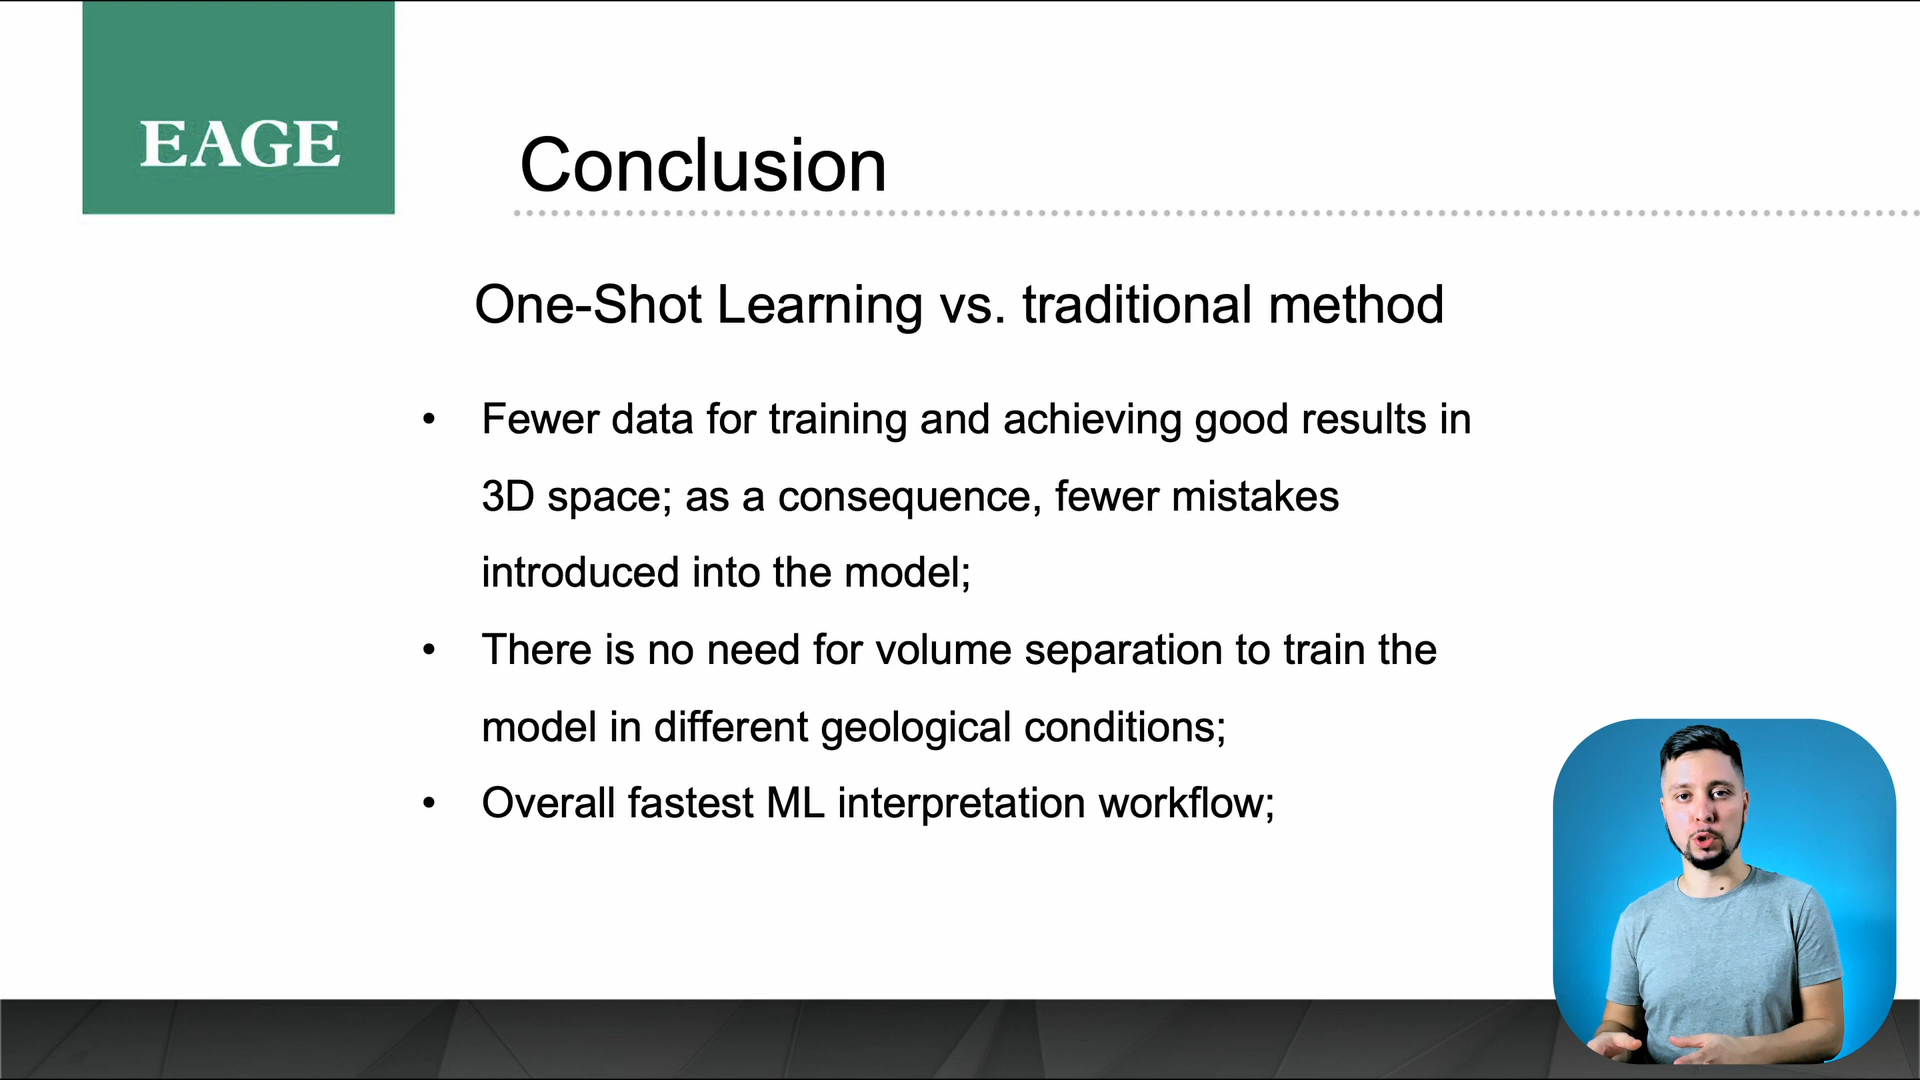 EAGE
Conclusion
One-Shot Learning vs. traditional method
• Fewer data for training and achieving good results in
3D space; as a consequence, fewer mistakes
introduced into the model;
• There is no need for volume separation to train the
model in different geological conditions;
• Overall fastest ML interpretation workflow;